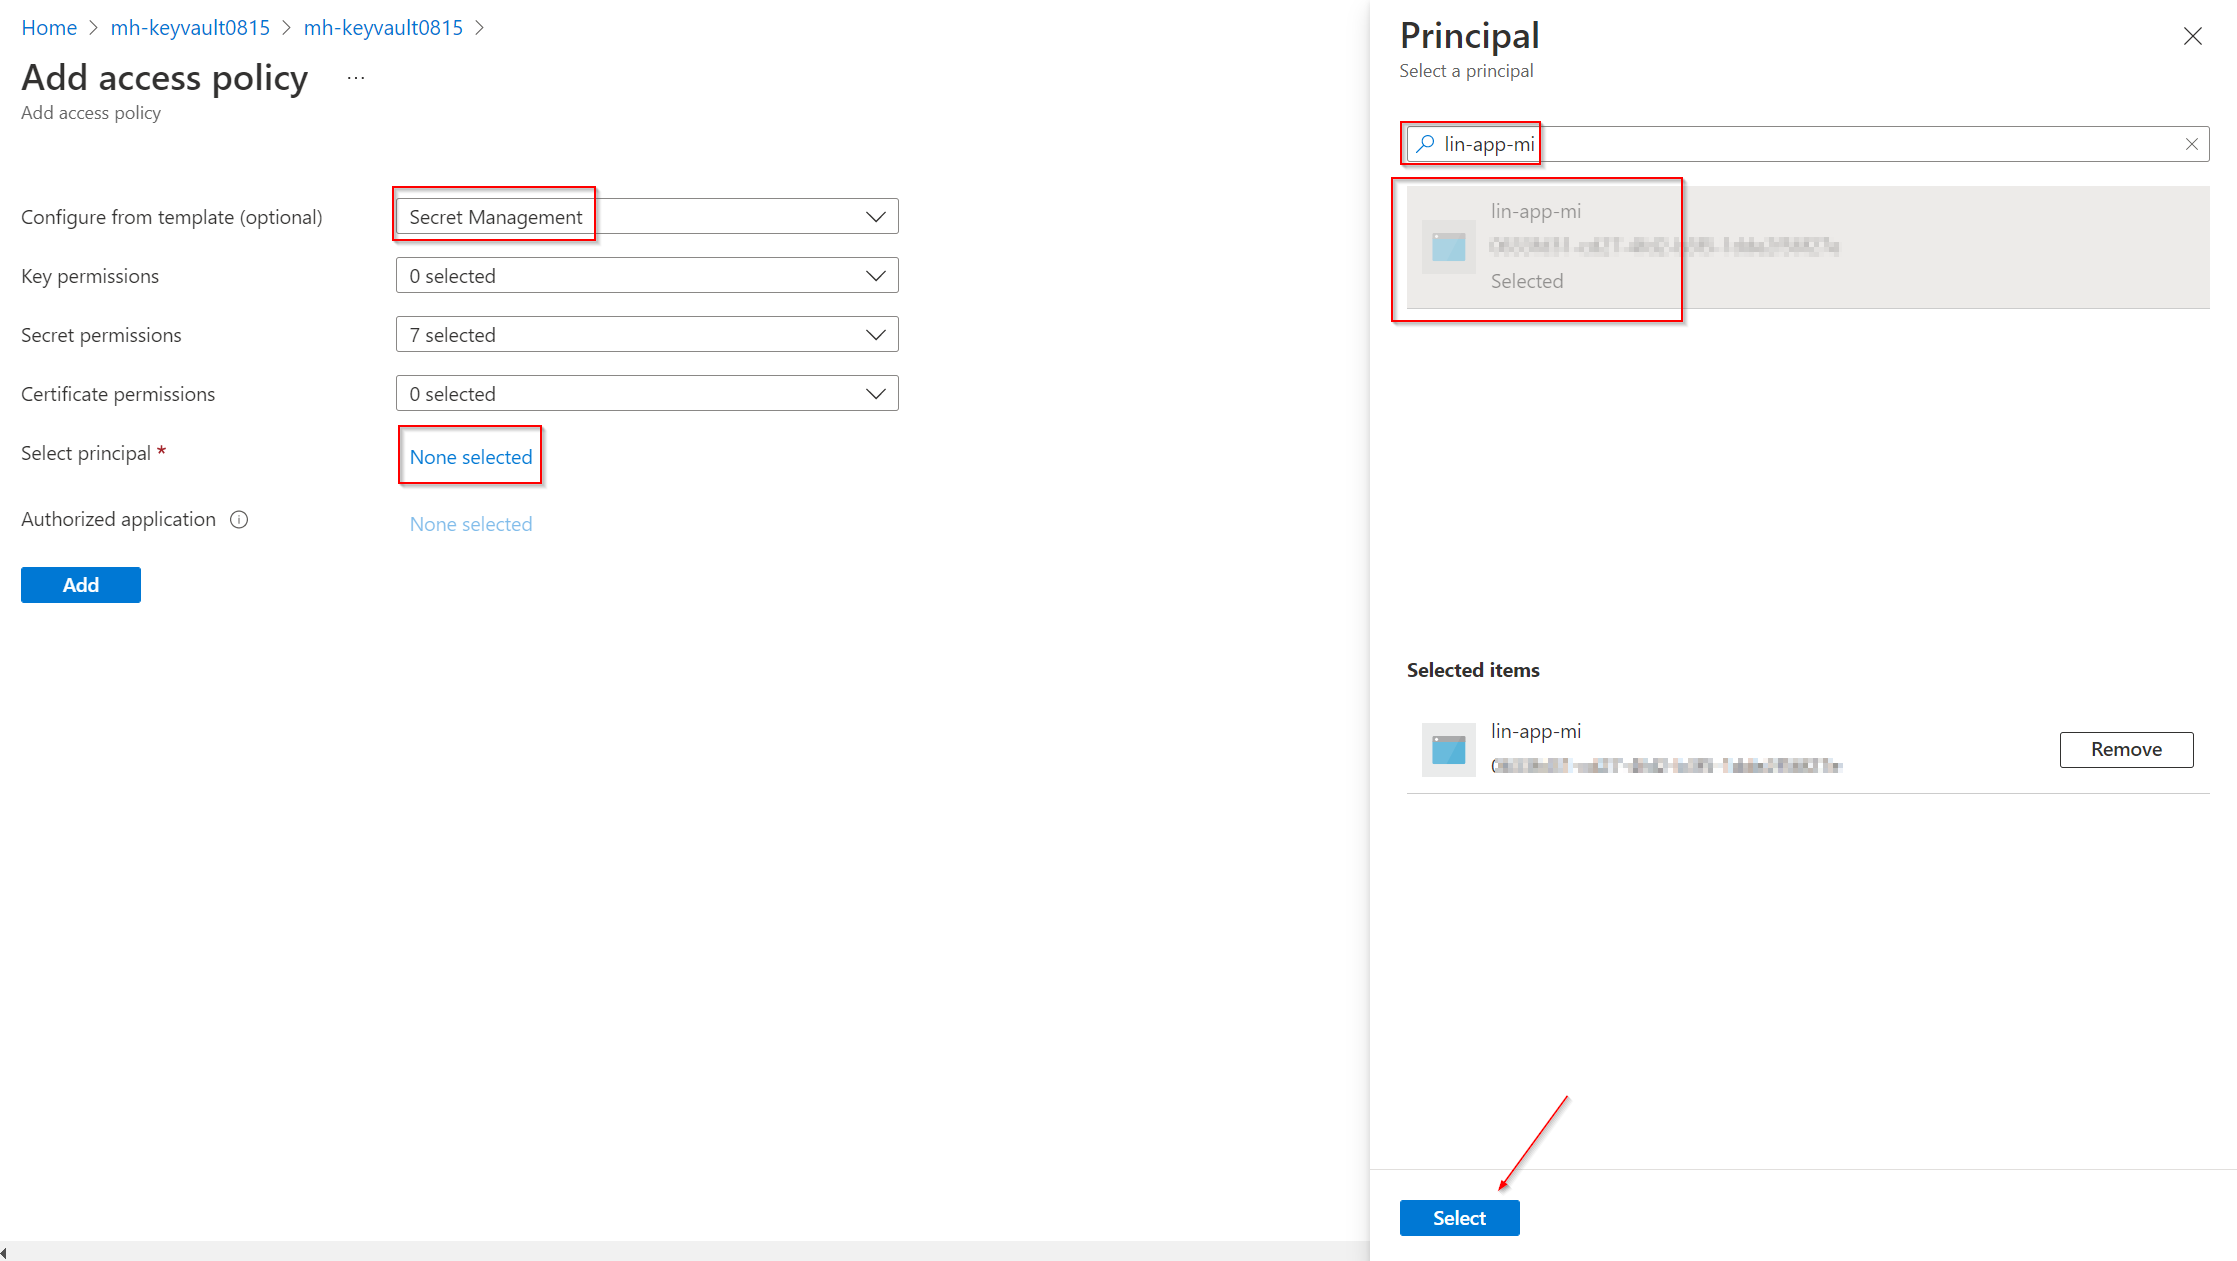 Home > mh-keyvault0815 > mh-keyvault0815 >
Add access policy ...
Add access policy
Configure from template (optional)
Secret Management
Key permissions
0 selected
Secret permissions
7 selected
Certificate permissions
0 selected
Select principal *
None selected
Authorized application
None selected
Add
Principal
Select a principal
lin-app-mi
lin-app-mi
Selected
Selected items
lin-app-mi
Remove
Select